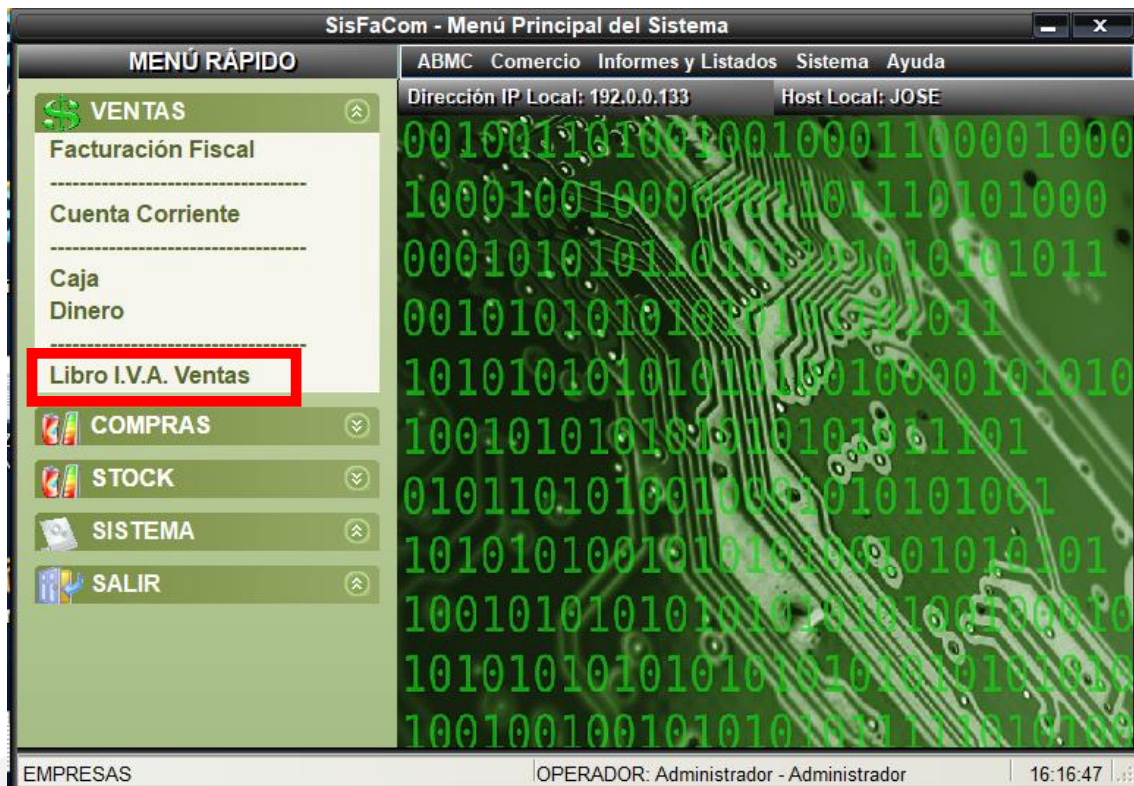 SisFaCom - Menú Principal del Sistema
MENÚ RÁPIDO
ABMC Comercio Informes y Listados Sistema Ayuda
Dirección IP Local: 192.0.0.133 Host Local: JOSE
VENTAS
Facturación Fiscal
-----------------------------------
Cuenta Corriente
-----------------------------------
Caja
Dinero
-----------------------------------
Libro I.V.A. Ventas
COMPRAS
STOCK
SISTEMA
SALIR
EMPRESAS
OPERADOR: Administrador - Administrador
16:16:47